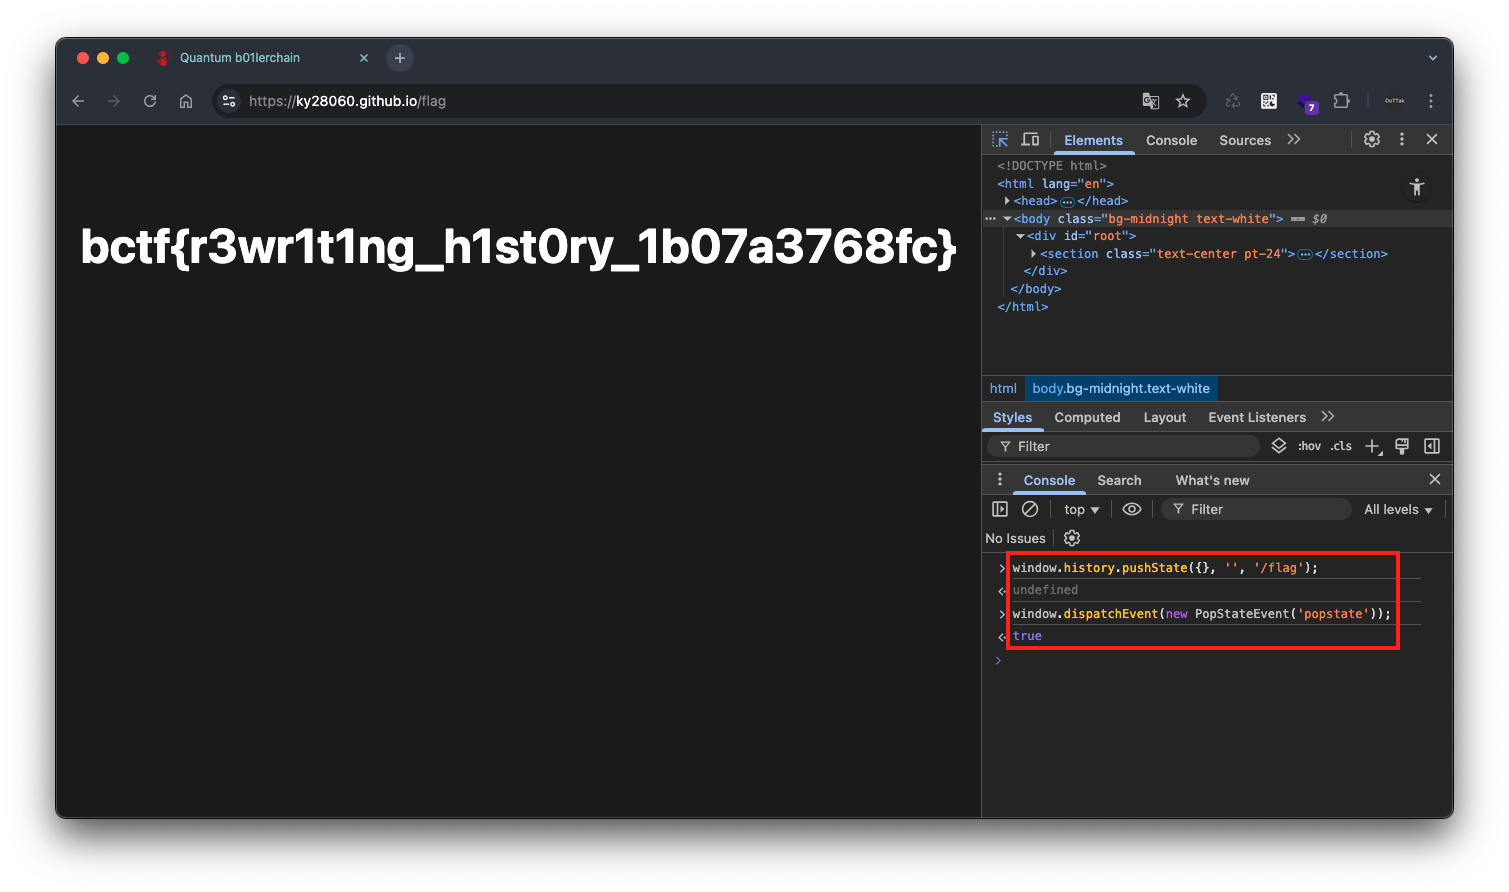 Quantum b01lerchain
https://ky28060.github.io/flag
7
DoTTak
bctf{r3wr1t1ng_h1st0ry_1b07a3768fc}
Elements Console Sources
<!DOCTYPE html>
<html lang="en">
<head>…</head>
<body class="bg-midnight text-white"> == $0
<div id="root">
<section class="text-center pt-24">…</section>
</div>
</body>
</html>
html body.bg-midnight.text-white
Styles Computed Layout Event Listeners
Filter :hov .cls
Console Search What's new
top Filter All levels
No Issues
window.history.pushState({}, '', '/flag');
undefined
window.dispatchEvent(new PopStateEvent('popstate'));
true